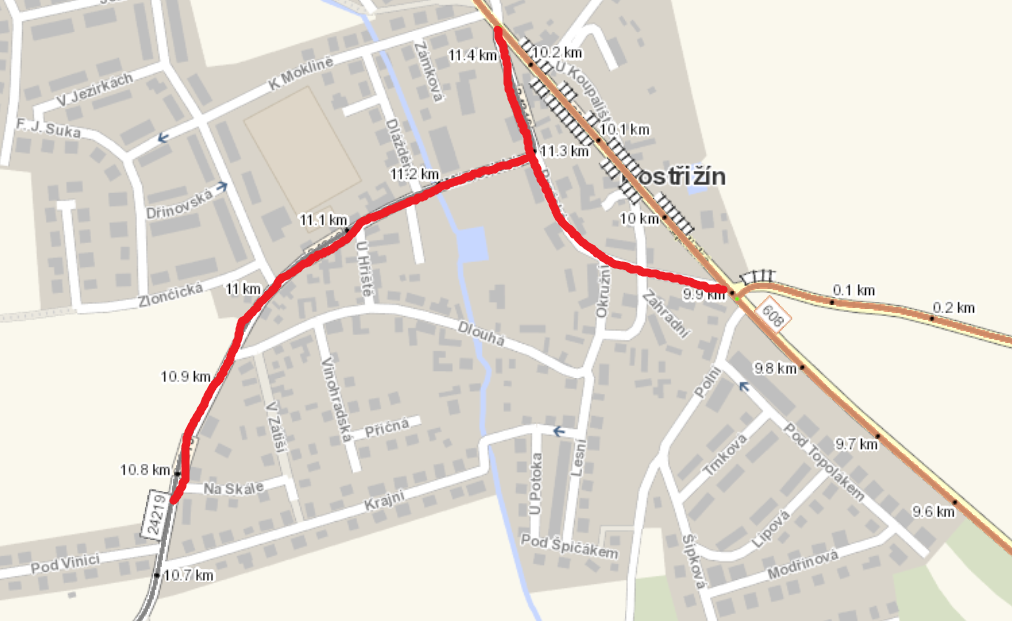 11.4 km
10.2 km
Zámková
K Moklině
U Koupaliště
V Jezírkách
F. J. Suka
10.1 km
11.3 km
11.2 km
ostřižín
Dřínovská
11.1 km
10 km
U Hřiště
Okružní
Zlončická
11 km
9.9 km
0.1 km
608
0.2 km
Zahradní
Dlouhá
10.9 km
Vinohradská
9.8 km
Polní
V Zátiší
Příčná
Pod Topolákem
9.7 km
Trnkova
10.8 km
Na Skále
Lesní
U Potoka
Krajní
9.6 km
24219
Lipová
Pod Špičákem
Šípková
Modřínová
Pod Vinicí
10.7 km